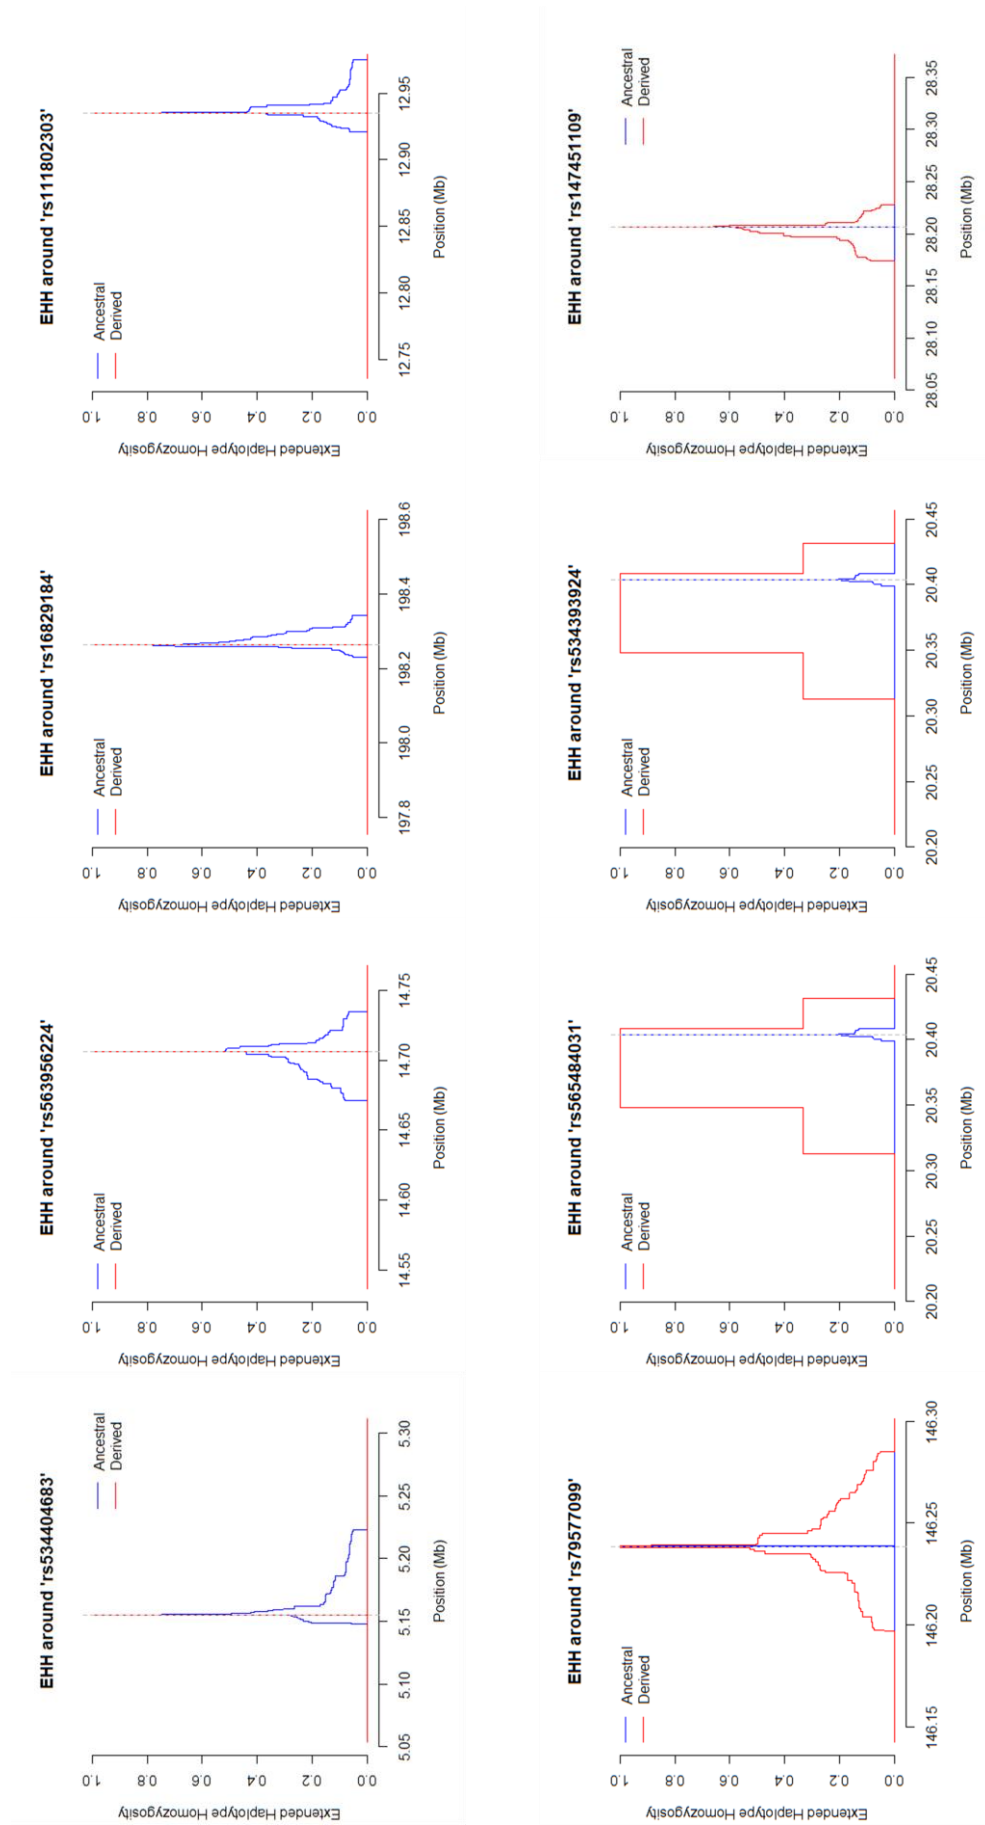 EHH around 'rs534404683'
Ancestral
Derived
Extended Haplotype Homozygosity
1.0
0.8
0.6
0.4
0.2
0.0
5.05 5.10 5.15 5.20 5.25 5.30
Position (Mb)
EHH around 'rs563956224'
Ancestral
Derived
Extended Haplotype Homozygosity
1.0
0.8
0.6
0.4
0.2
0.0
14.55 14.60 14.65 14.70 14.75
Position (Mb)
EHH around 'rs16829184'
Ancestral
Derived
Extended Haplotype Homozygosity
1.0
0.8
0.6
0.4
0.2
0.0
197.8 198.0 198.2 198.4 198.6
Position (Mb)
EHH around 'rs111802303'
Ancestral
Derived
Extended Haplotype Homozygosity
1.0
0.8
0.6
0.4
0.2
0.0
12.75 12.80 12.85 12.90 12.95
Position (Mb)
EHH around 'rs79577099'
Ancestral
Derived
Extended Haplotype Homozygosity
1.0
0.8
0.6
0.4
0.2
0.0
146.15 146.20 146.25 146.30
Position (Mb)
EHH around 'rs565484031'
Ancestral
Derived
Extended Haplotype Homozygosity
1.0
0.8
0.6
0.4
0.2
0.0
20.20 20.25 20.30 20.35 20.40 20.45
Position (Mb)
EHH around 'rs534393924'
Ancestral
Derived
Extended Haplotype Homozygosity
1.0
0.8
0.6
0.4
0.2
0.0
20.20 20.25 20.30 20.35 20.40 20.45
Position (Mb)
EHH around 'rs147451109'
Ancestral
Derived
Extended Haplotype Homozygosity
1.0
0.8
0.6
0.4
0.2
0.0
28.05 28.10 28.15 28.20 28.25 28.30 28.35
Position (Mb)